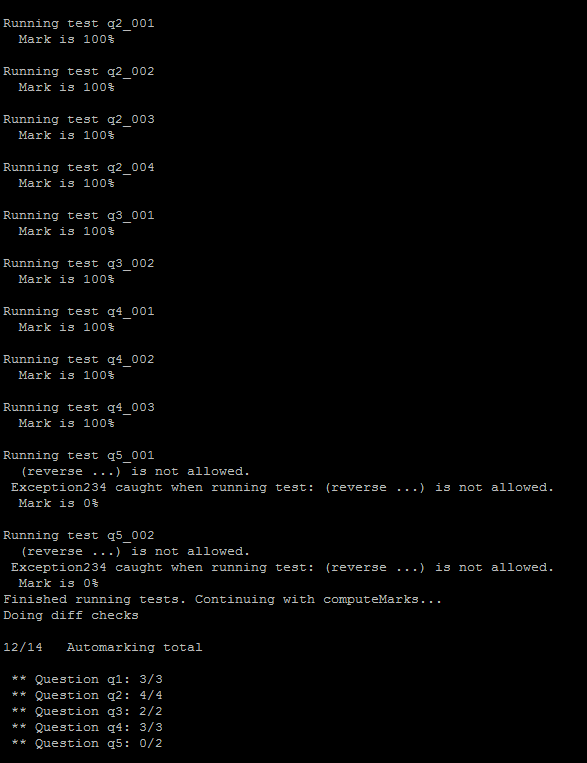 Running test q2_001
Mark is 100%
Running test q2_002
Mark is 100%
Running test q2_003
Mark is 100%
Running test q2_004
Mark is 100%
Running test q3_001
Mark is 100%
Running test q3_002
Mark is 100%
Running test q4_001
Mark is 100%
Running test q4_002
Mark is 100%
Running test q4_003
Mark is 100%
Running test q5_001
(reverse ...) is not allowed.
Exception234 caught when running test: (reverse ...) is not allowed.
Mark is 0%
Running test q5_002
(reverse ...) is not allowed.
Exception234 caught when running test: (reverse ...) is not allowed.
Mark is 0%
Finished running tests. Continuing with computeMarks...
Doing diff checks
12/14   Automarking total
** Question q1: 3/3
** Question q2: 4/4
** Question q3: 2/2
** Question q4: 3/3
** Question q5: 0/2